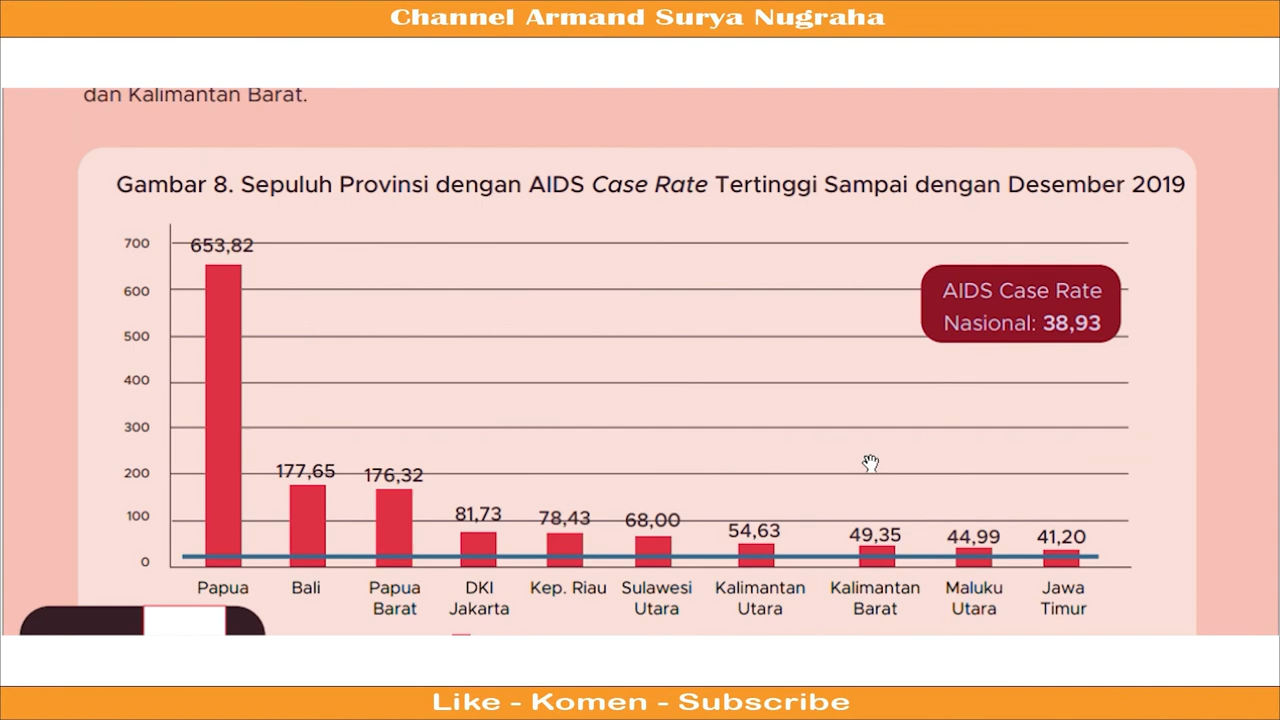 Channel Armand Surya Nugraha
dan Kalimantan Barat.
Gambar 8. Sepuluh Provinsi dengan AIDS Case Rate Tertinggi Sampai dengan Desember 2019
700
600
500
400
300
200
100
0
653,82
177,65
176,32
81,73
78,43
68,00
54,63
49,35
44,99
41,20
AIDS Case Rate
Nasional: 38,93
Papua
Bali
Papua
Barat
DKI
Jakarta
Kep. Riau
Sulawesi
Utara
Kalimantan
Utara
Kalimantan
Barat
Maluku
Utara
Jawa
Timur
Like - Komen - Subscribe